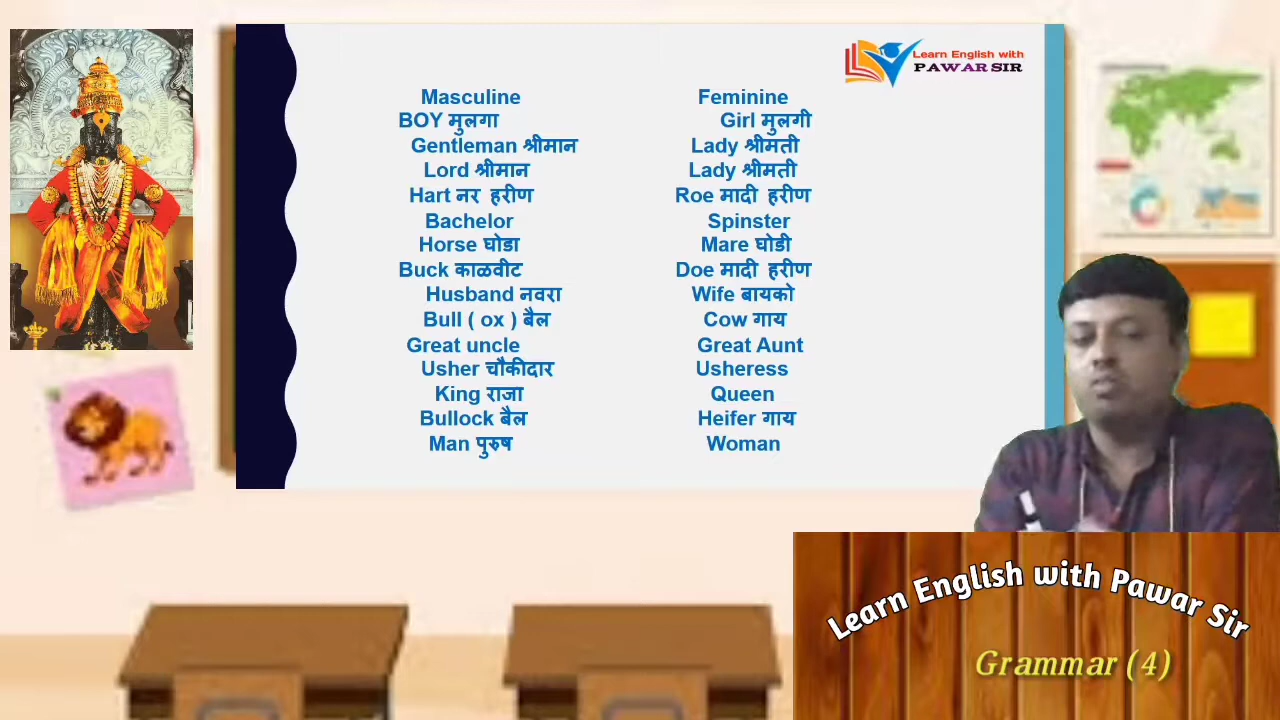 Learn English with
PAWAR SIR
Masculine Feminine
BOY मुलगा Girl मुलगी
Gentleman श्रीमान Lady श्रीमती
Lord श्रीमान Lady श्रीमती
Hart नर हरीण Roe मादी हरीण
Bachelor Spinster
Horse घोडा Mare घोडी
Buck काळवीट Doe मादी हरीण
Husband नवरा Wife बायको
Bull ( ox ) बैल Cow गाय
Great uncle Great Aunt
Usher चौकीदार Usheress
King राजा Queen
Bullock बैल Heifer गाय
Man पुरुष Woman
Learn English with Pawar Sir
Grammar (4)